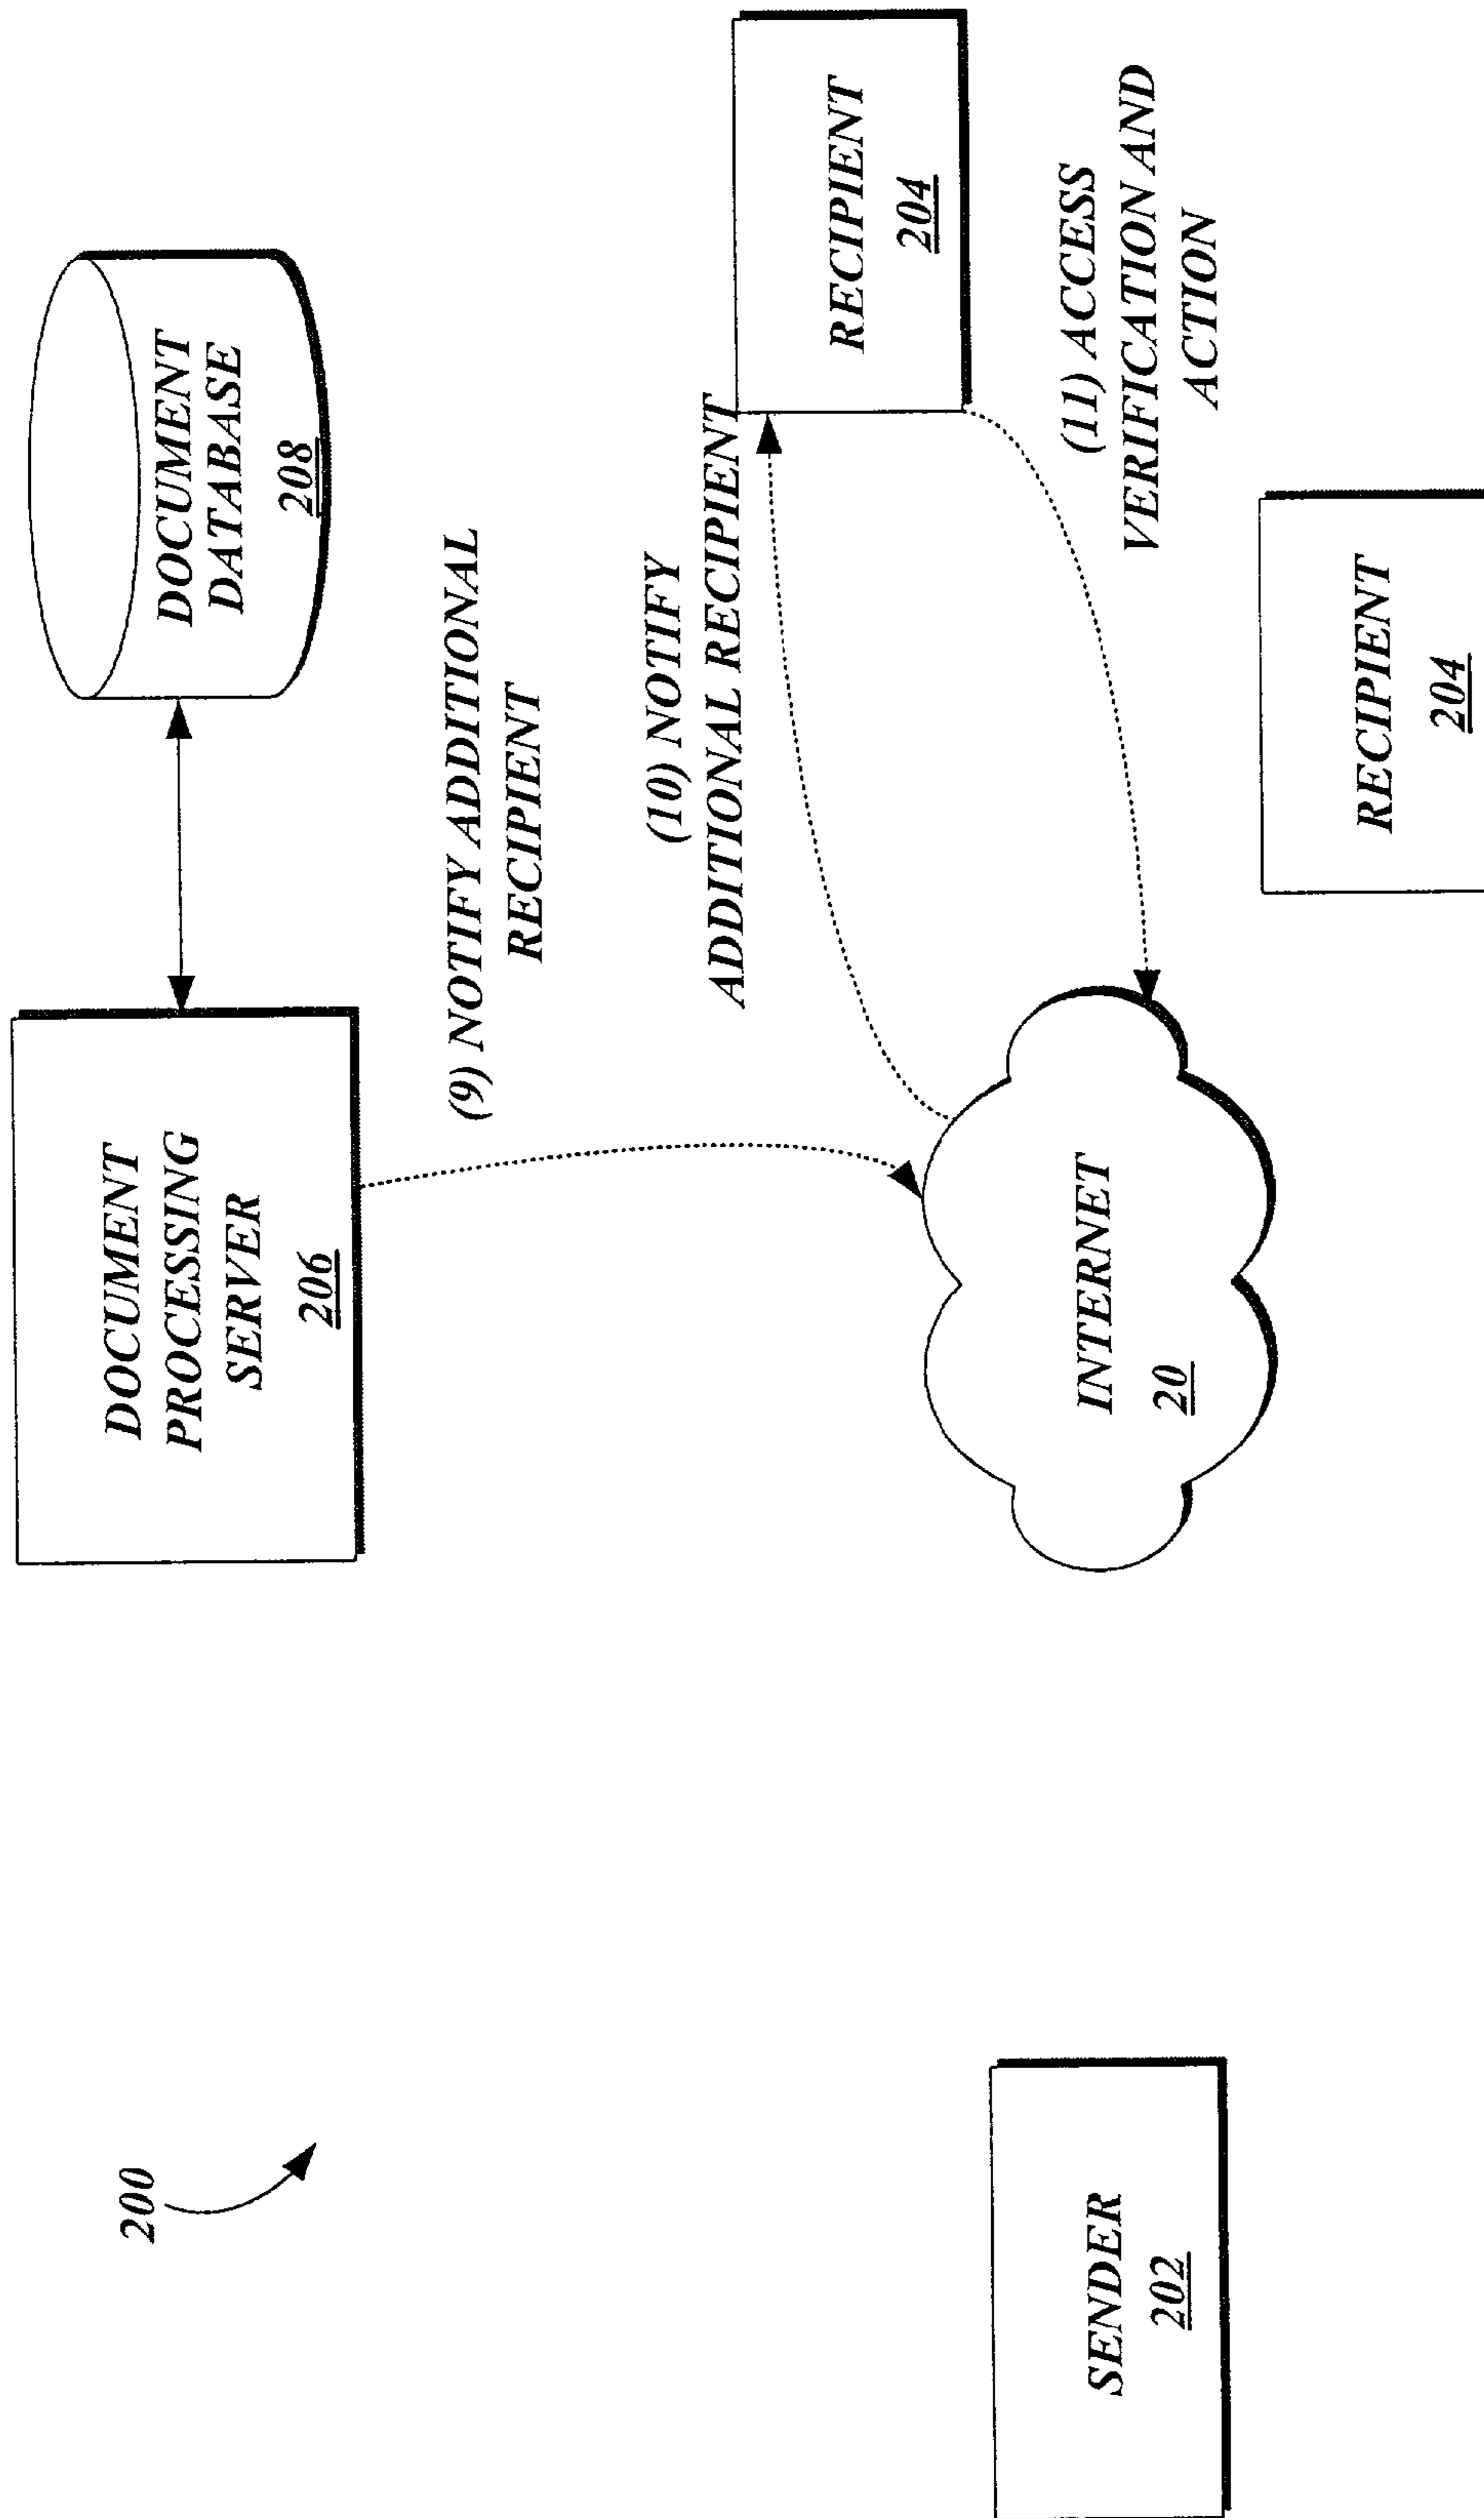 200
DOCUMENT
PROCESSING
SERVER
206
DOCUMENT
DATABASE
208
(9) NOTIFY ADDITIONAL
RECIPIENT
(10) NOTIFY
ADDITIONAL RECIPIENT
RECIPIENT
204
SENDER
202
INTERNET
20
(11) ACCESS
VERIFICATION AND
ACTION
RECIPIENT
204